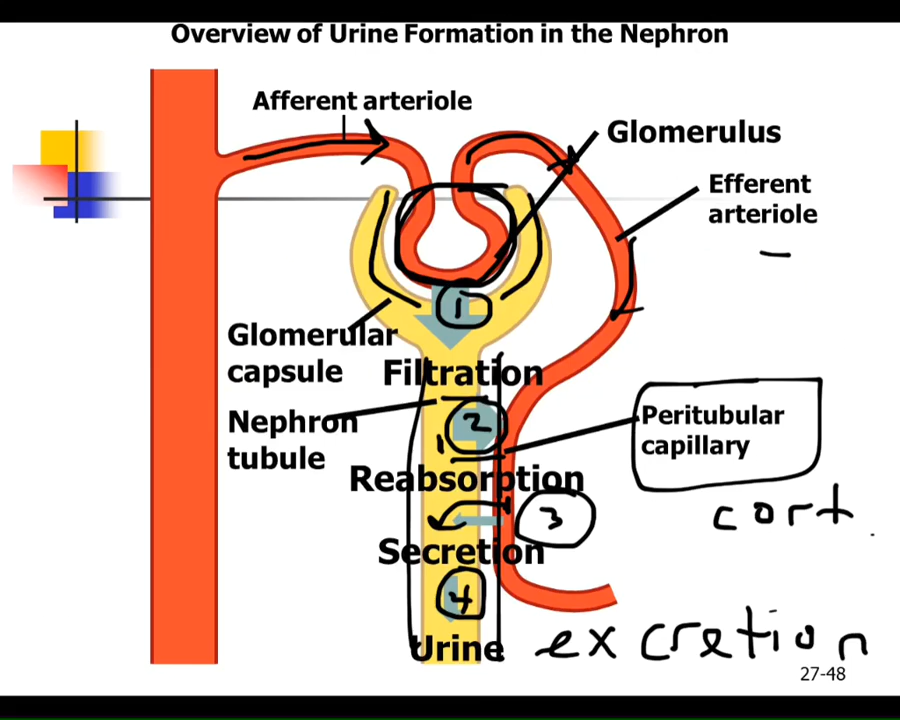 Overview of Urine Formation in the Nephron
Afferent arteriole
Glomerulus
Efferent
arteriole
1
Glomerular
capsule
Filtration
Nephron
tubule
2
Peritubular
capillary
Reabsorption
3
cort
Secretion
4
Urine
excretion
27-48